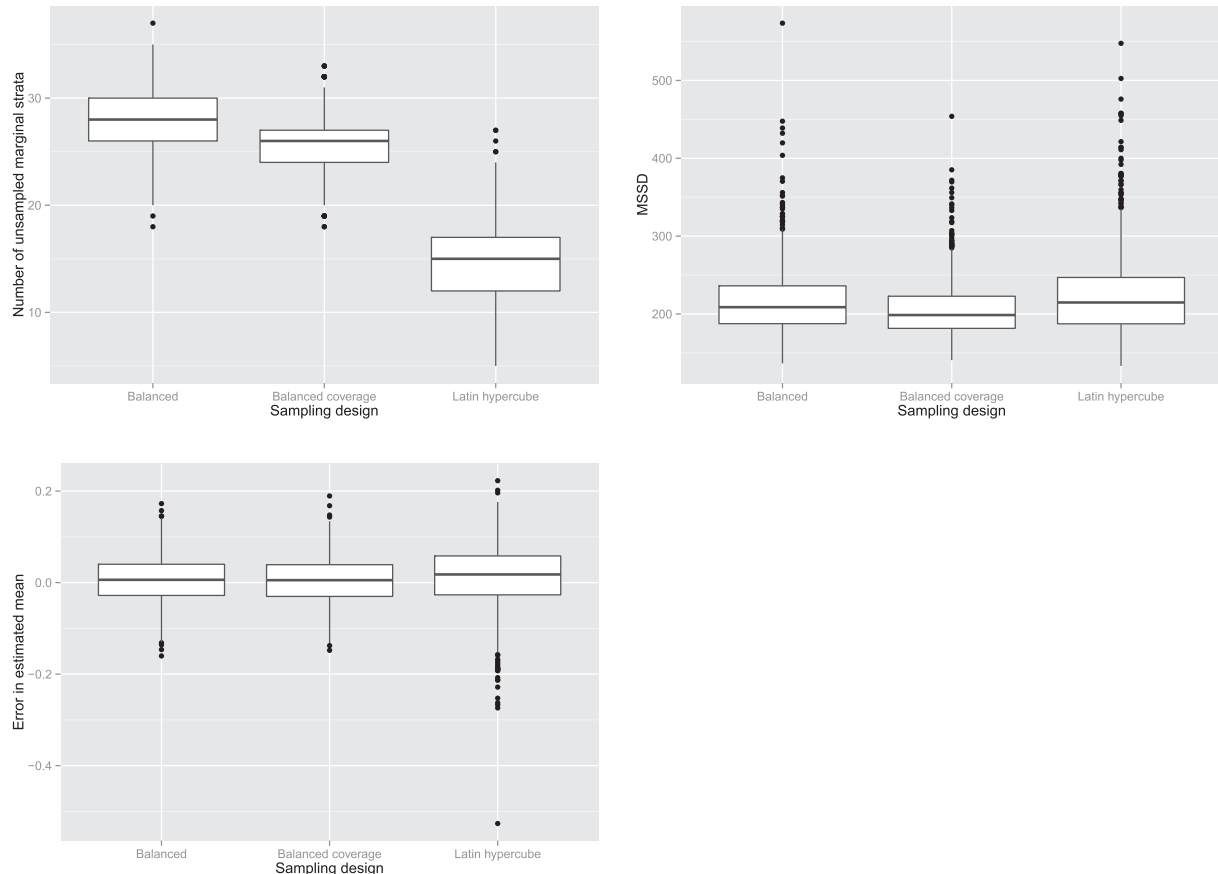 Number of unsampled marginal strata
30
20
10
Balanced
Balanced coverage
Latin hypercube
Sampling design
MSSD
500
400
300
200
Balanced
Balanced coverage
Latin hypercube
Sampling design
Error in estimated mean
0.2
0.0
−0.2
−0.4
Balanced
Balanced coverage
Latin hypercube
Sampling design